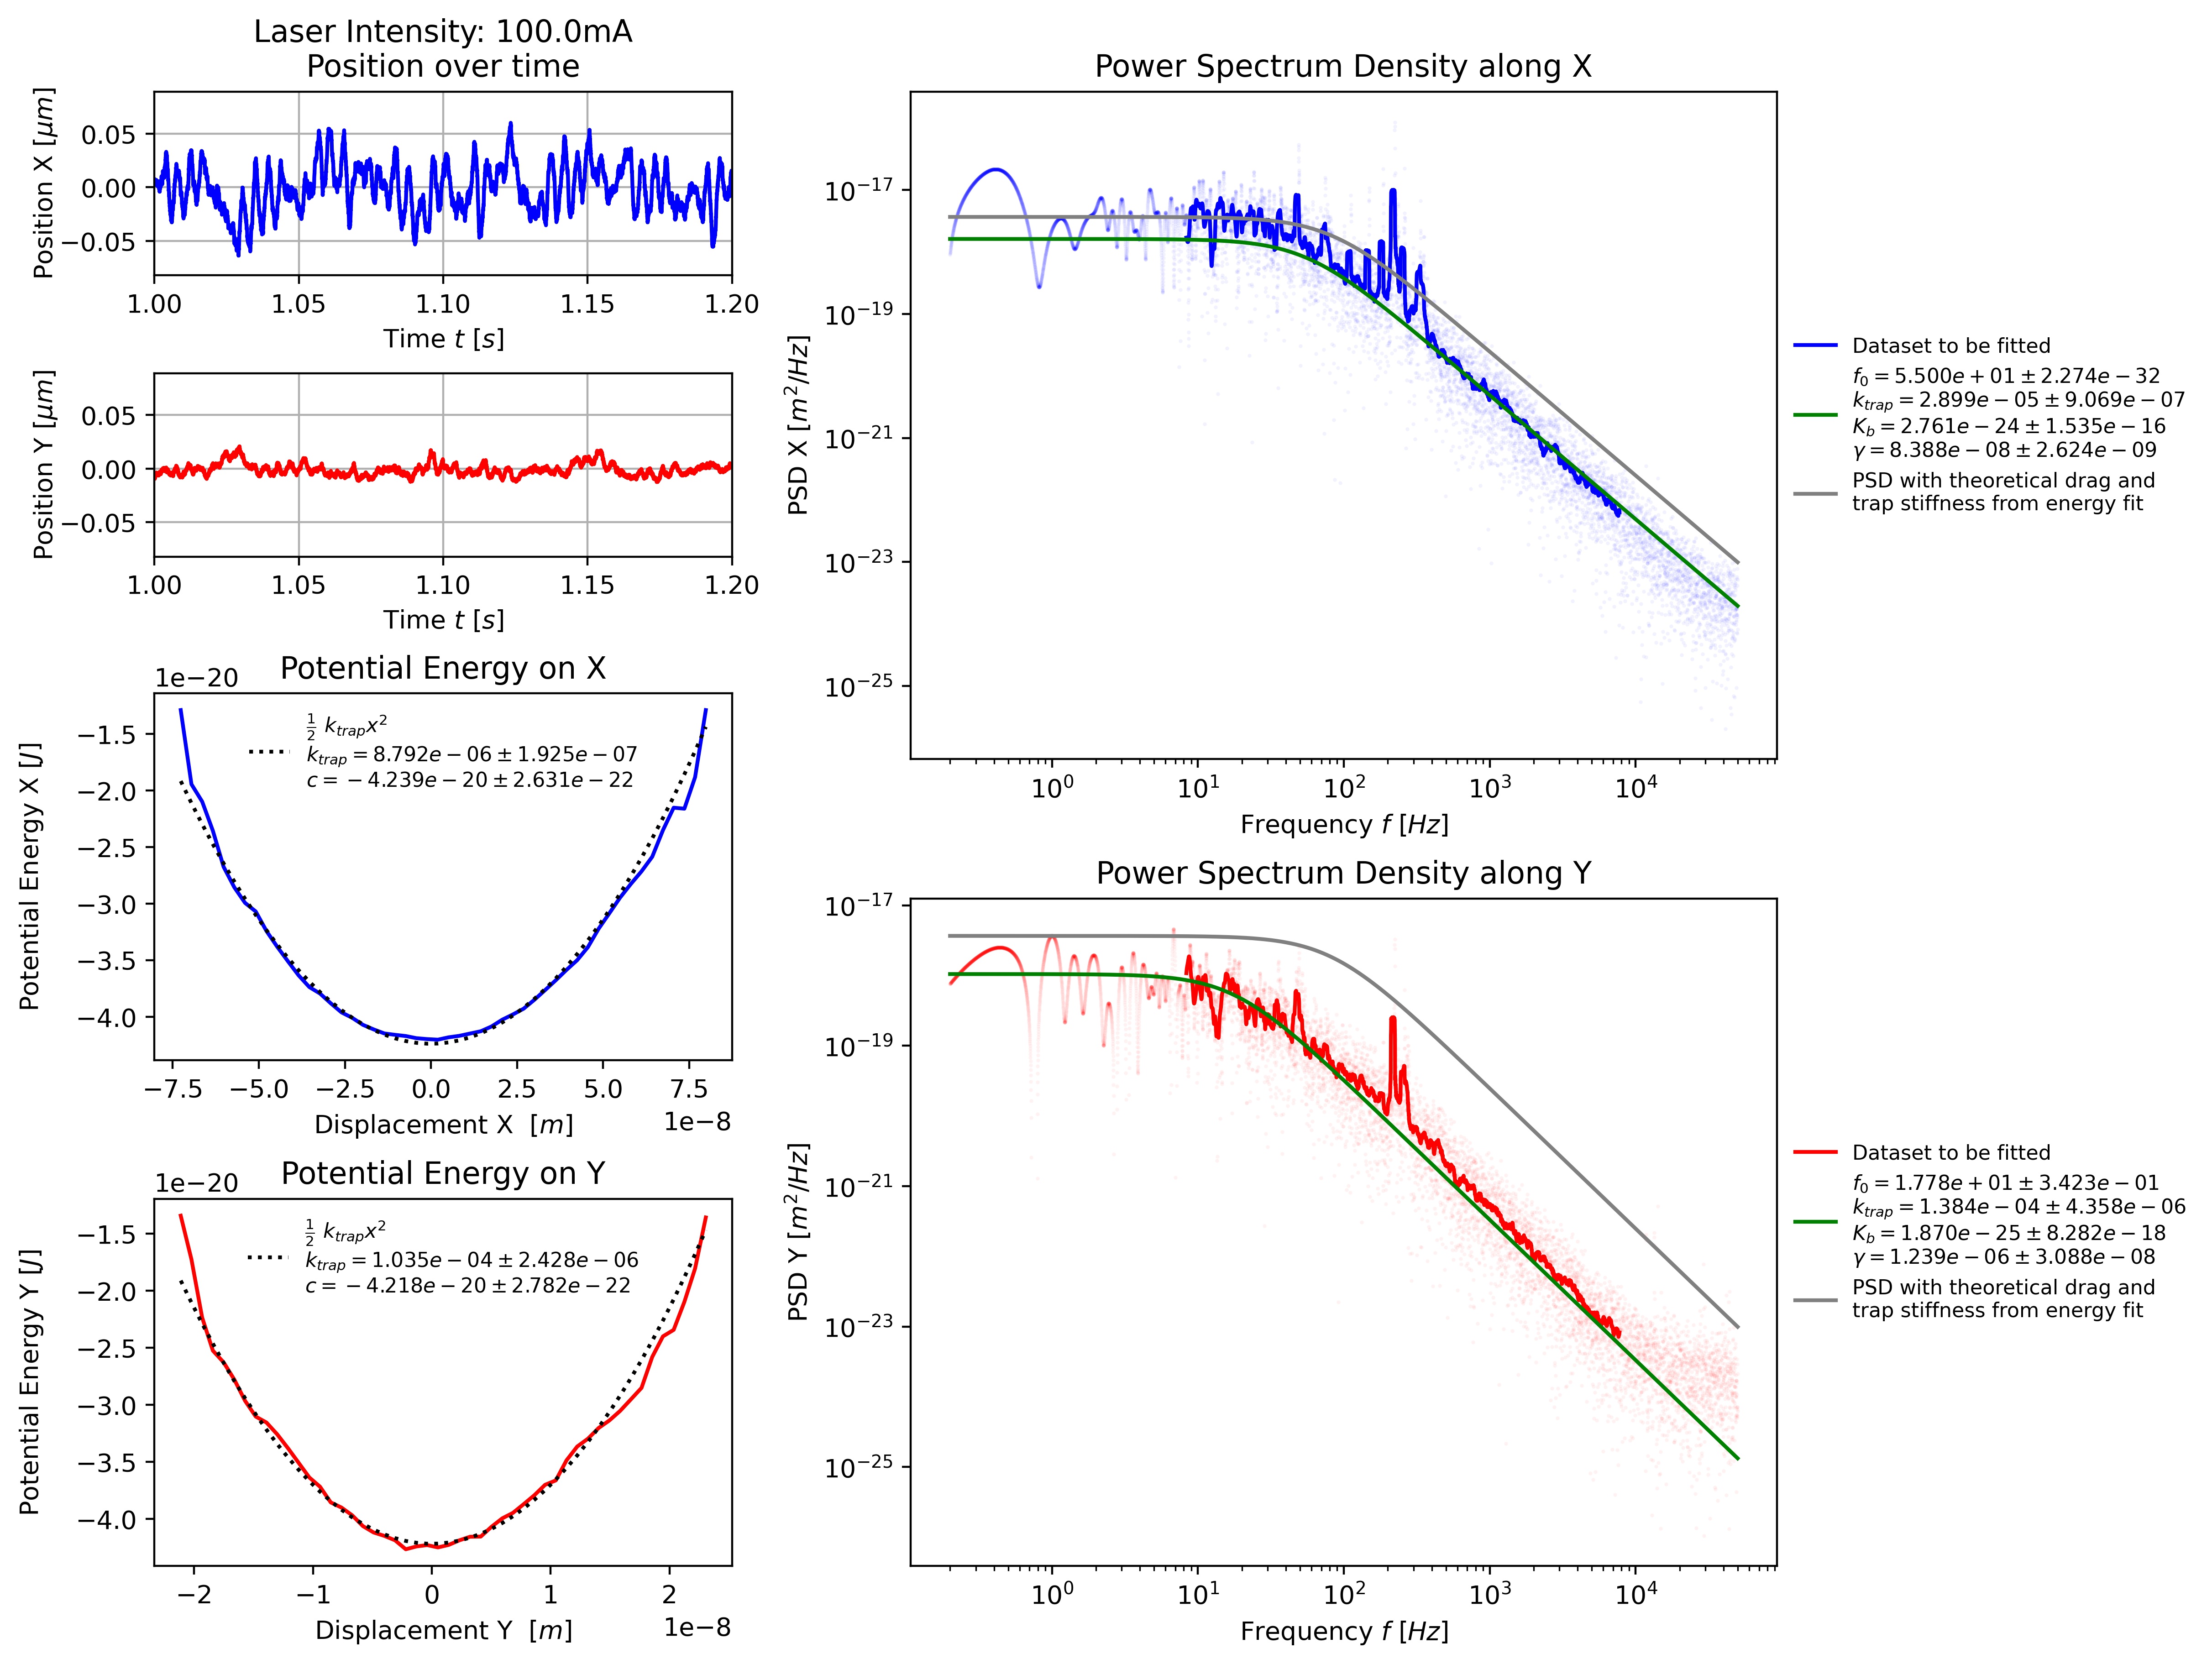 Laser Intensity: 100.0mA
Position over time
Position X [μm]
0.05
0.00
−0.05
1.00 1.05 1.10 1.15 1.20
Time t [s]
Position Y [μm]
0.05
0.00
−0.05
1.00 1.05 1.10 1.15 1.20
Time t [s]
Potential Energy on X
1e−20
Potential Energy X [J]
−1.5
−2.0
−2.5
−3.0
−3.5
−4.0
½ k_trap x²
k_trap = 8.792e − 06 ± 1.925e − 07
c = − 4.239e − 20 ± 2.631e − 22
−7.5 −5.0 −2.5 0.0 2.5 5.0 7.5
1e−8
Displacement X [m]
Potential Energy on Y
1e−20
Potential Energy Y [J]
−1.5
−2.0
−2.5
−3.0
−3.5
−4.0
½ k_trap x²
k_trap = 1.035e − 04 ± 2.428e − 06
c = − 4.218e − 20 ± 2.782e − 22
−2 −1 0 1 2
1e−8
Displacement Y [m]
Power Spectrum Density along X
PSD X [m²/Hz]
10⁻¹⁷
10⁻¹⁹
10⁻²¹
10⁻²³
10⁻²⁵
10⁰ 10¹ 10² 10³ 10⁴
Frequency f [Hz]
Dataset to be fitted
f₀ = 5.500e + 01 ± 2.274e − 32
k_trap = 2.899e − 05 ± 9.069e − 07
K_b = 2.761e − 24 ± 1.535e − 16
γ = 8.388e − 08 ± 2.624e − 09
PSD with theoretical drag and
trap stiffness from energy fit
Power Spectrum Density along Y
PSD Y [m²/Hz]
10⁻¹⁷
10⁻¹⁹
10⁻²¹
10⁻²³
10⁻²⁵
10⁰ 10¹ 10² 10³ 10⁴
Frequency f [Hz]
Dataset to be fitted
f₀ = 1.778e + 01 ± 3.423e − 01
k_trap = 1.384e − 04 ± 4.358e − 06
K_b = 1.870e − 25 ± 8.282e − 18
γ = 1.239e − 06 ± 3.088e − 08
PSD with theoretical drag and
trap stiffness from energy fit